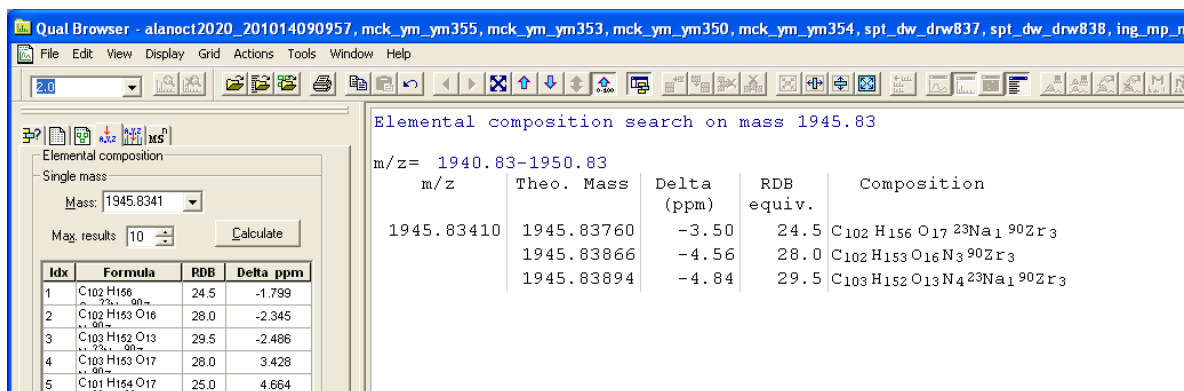 Qual Browser - alanoct2020_201014090957, mck_ym_ym355, mck_ym_ym353, mck_ym_ym350, mck_ym_ym354, spt_dw_drw837, spt_dw_drw838, ing_mp_
File Edit View Display Grid Actions Tools Window Help
2.0
Elemental composition
Single mass
Mass: 1945.8341
Max. results 10 Calculate
Idx Formula RDB Delta ppm
1 C102 H156 24.5 -1.799
2 C102 H153 O16 28.0 -2.345
3 C103 H152 O13 29.5 -2.486
4 C103 H153 O17 28.0 3.428
5 C101 H154 O17 25.0 4.664
Elemental composition search on mass 1945.83
m/z= 1940.83-1950.83
m/z Theo. Mass Delta RDB Composition
(ppm) equiv.
1945.83410 1945.83760 -3.50 24.5 C102 H156 O17 23Na1 90Zr3
1945.83866 -4.56 28.0 C102 H153 O16 N3 90Zr3
1945.83894 -4.84 29.5 C103 H152 O13 N4 23Na1 90Zr3